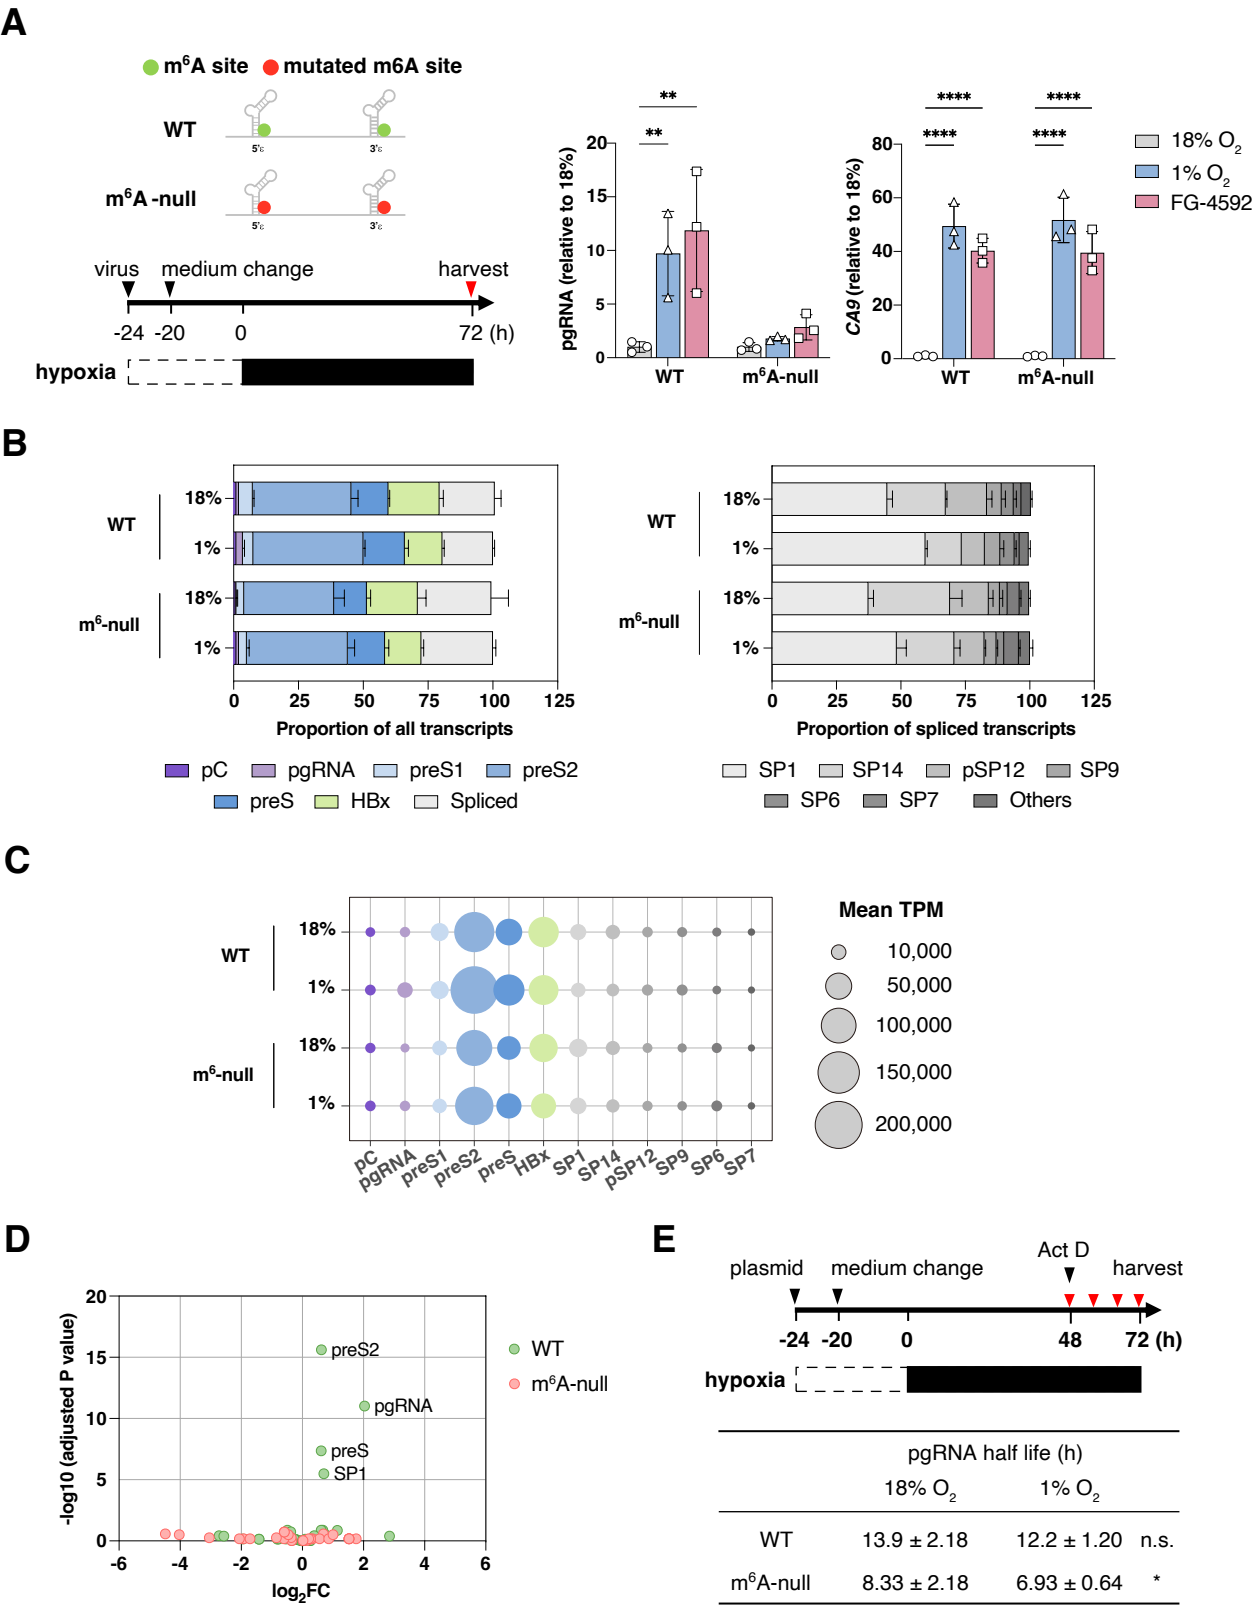 A
m⁶A site mutated m6A site
WT
5'ε 3'ε
m⁶A -null
5'ε 3'ε
virus medium change harvest
-24 -20 0 72 (h)
hypoxia
pgRNA (relative to 18%)
20
15
10
5
0
** 
**
WT m⁶A-null
CA9 (relative to 18%)
80
60
40
20
0
**** ****
**** ****
WT m⁶A-null
18% O₂
1% O₂
FG-4592
B
WT
18%
1%
m⁶-null
18%
1%
0 25 50 75 100 125
Proportion of all transcripts
pC pgRNA preS1 preS2
preS HBx Spliced
WT
18%
1%
m⁶-null
18%
1%
0 25 50 75 100 125
Proportion of spliced transcripts
SP1 SP14 pSP12 SP9
SP6 SP7 Others
C
WT
18%
1%
m⁶-null
18%
1%
pC pgRNA preS1 preS2 preS HBx SP1 SP14 pSP12 SP9 SP6 SP7
Mean TPM
10,000
50,000
100,000
150,000
200,000
D
-log10 (adjusted P value)
20
15
10
5
0
preS2
pgRNA
preS
SP1
-6 -4 -2 0 2 4 6
log₂FC
WT
m⁶A-null
E
Act D
plasmid medium change harvest
-24 -20 0 48 72 (h)
hypoxia
pgRNA half life (h)
18% O₂ 1% O₂
WT 13.9 ± 2.18 12.2 ± 1.20 n.s.
m⁶A-null 8.33 ± 2.18 6.93 ± 0.64 *